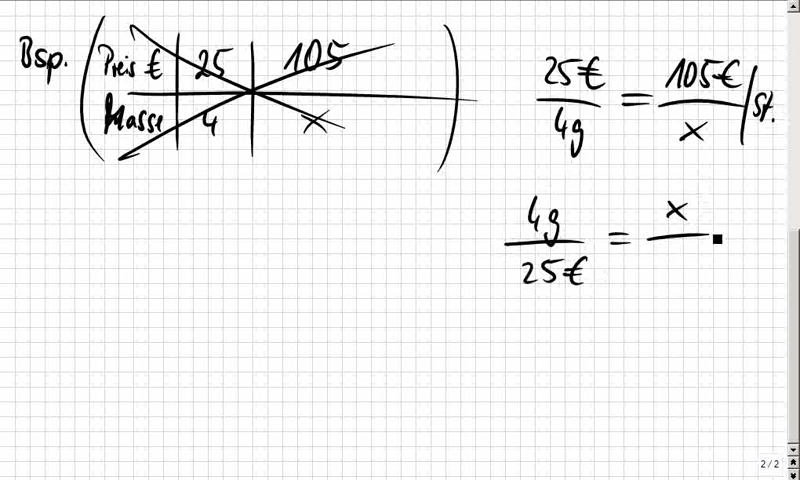 Bsp. ( Preis € | 25 | 105 )
Masse | 4 | x
25€/4g = 105€/x | St.
4g/25€ = x/
2/2